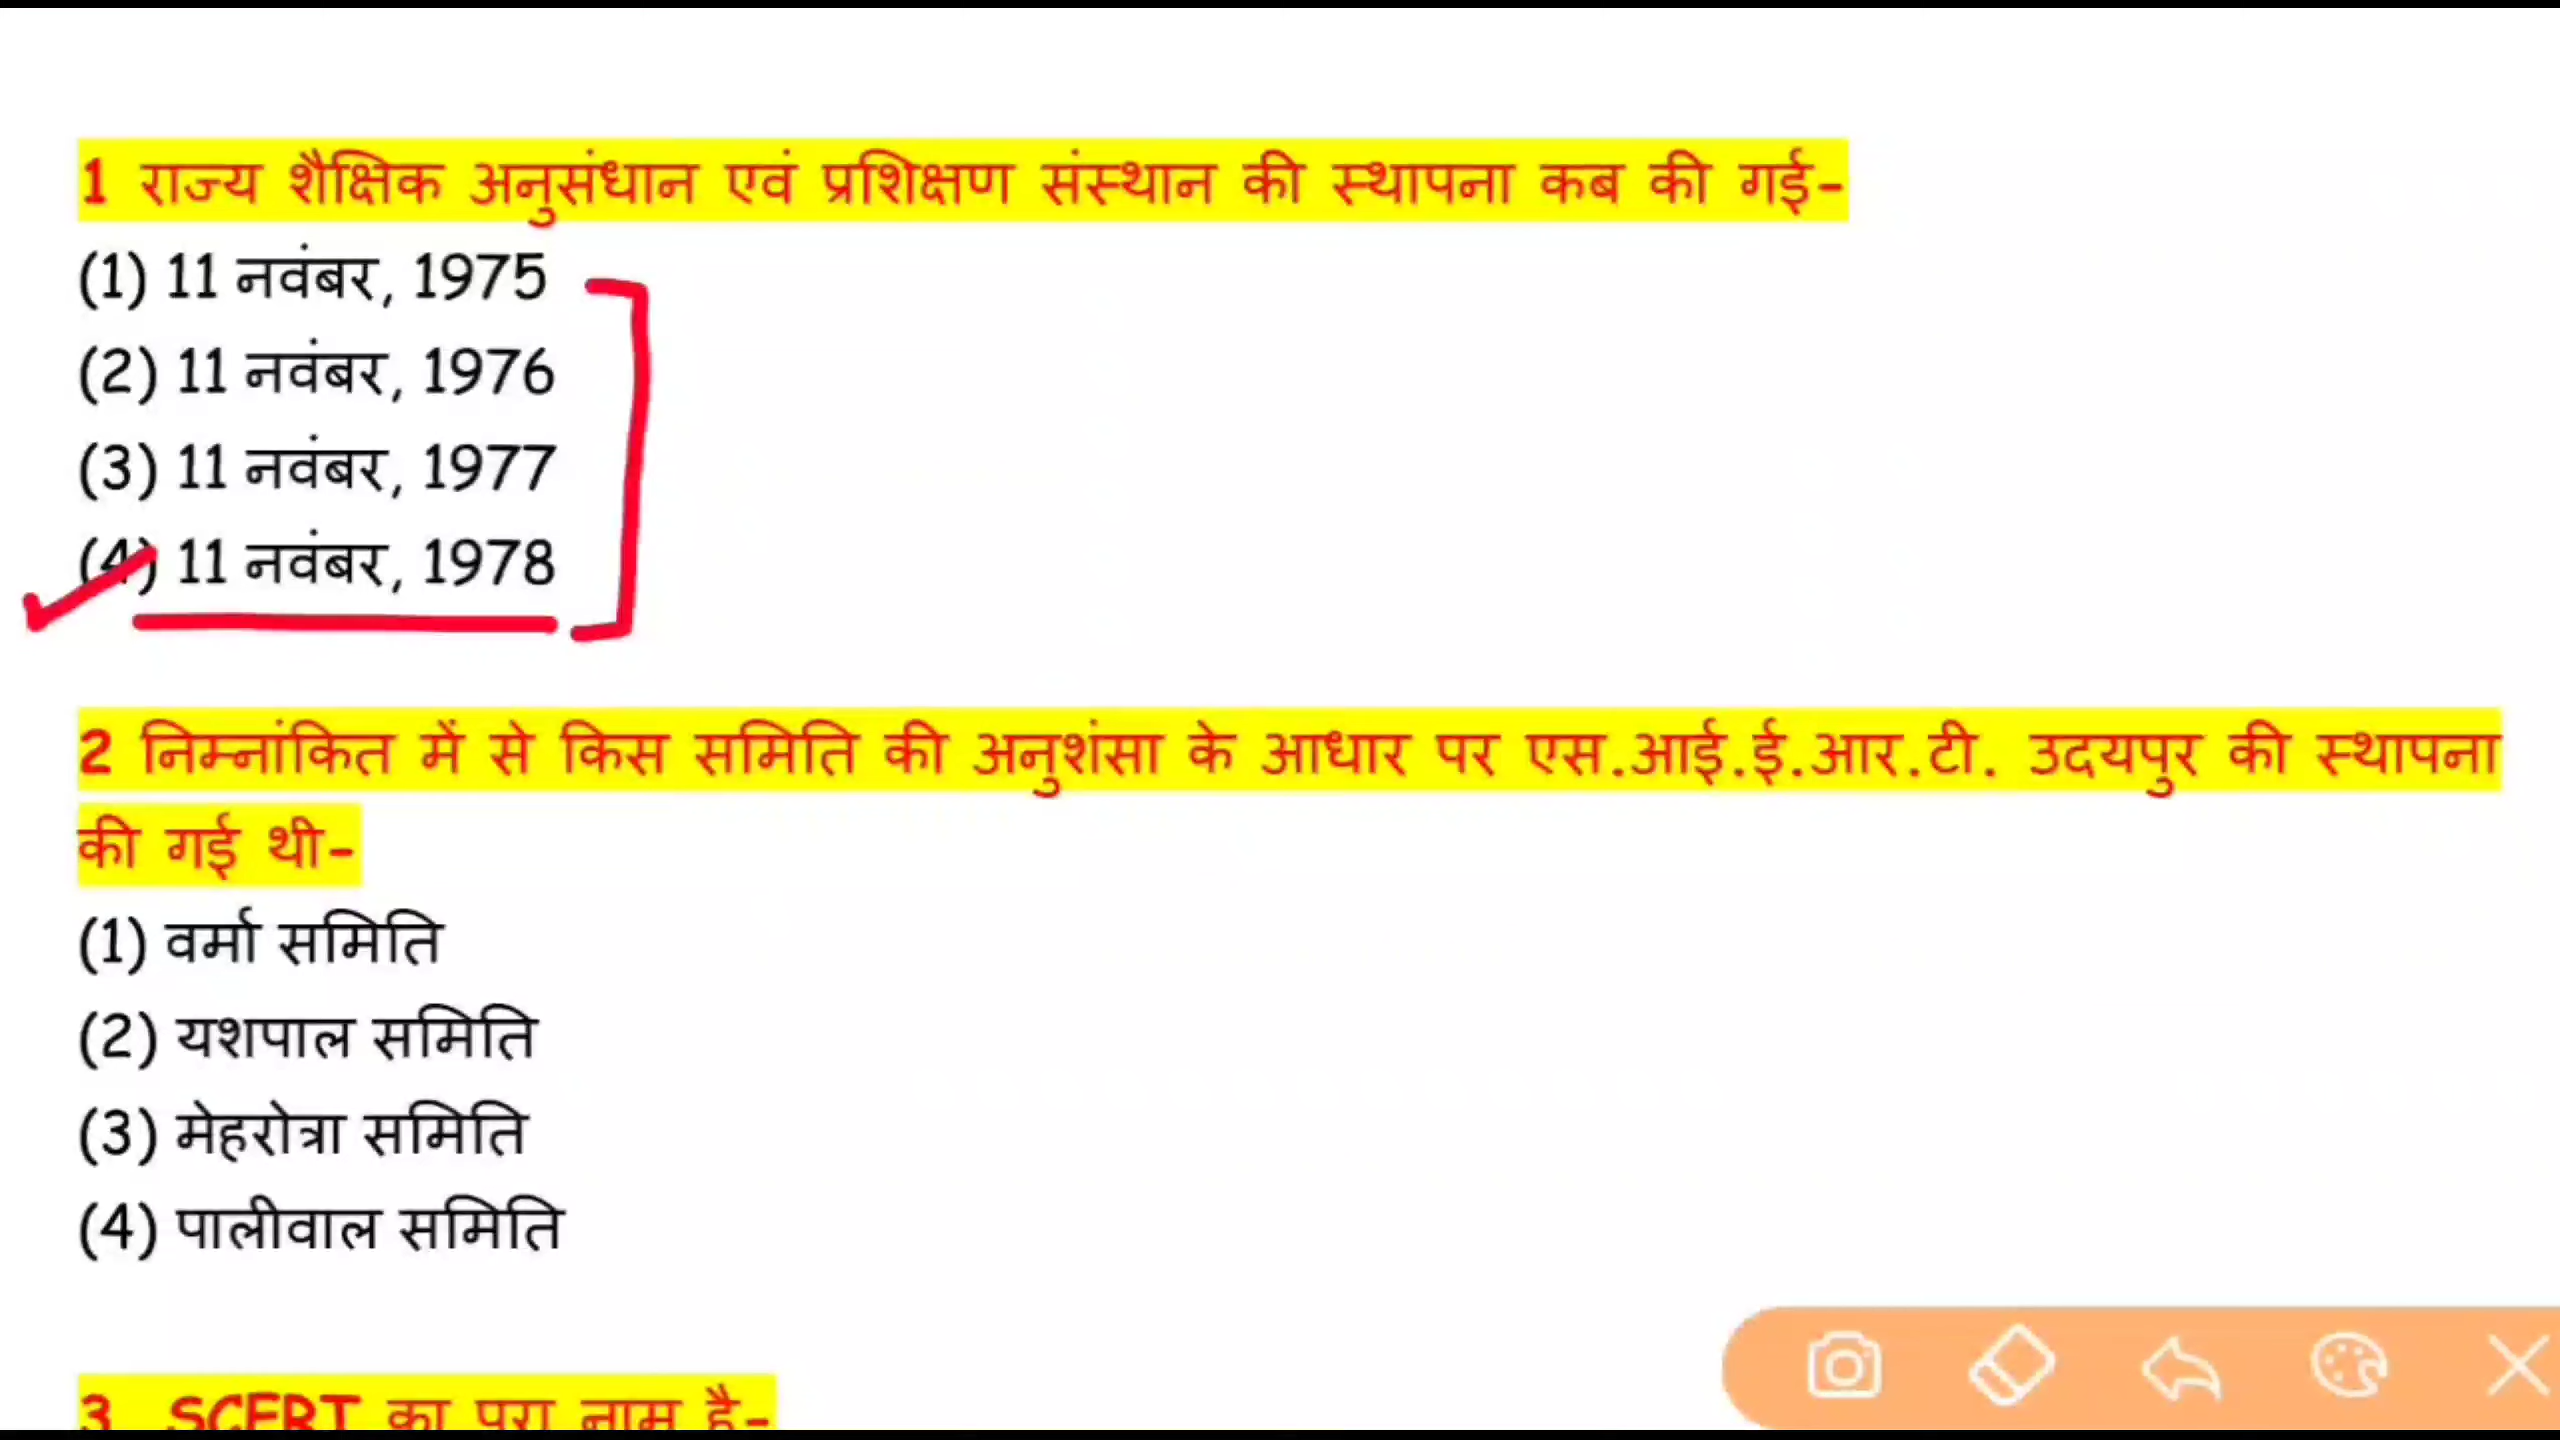 1 राज्य शैक्षिक अनुसंधान एवं प्रशिक्षण संस्थान की स्थापना कब की गई-
(1) 11 नवंबर, 1975
(2) 11 नवंबर, 1976
(3) 11 नवंबर, 1977
(4) 11 नवंबर, 1978
2 निम्नांकित में से किस समिति की अनुशंसा के आधार पर एस.आई.ई.आर.टी. उदयपुर की स्थापना
की गई थी-
(1) वर्मा समिति
(2) यशपाल समिति
(3) मेहरोत्रा समिति
(4) पालीवाल समिति
3 SCERT का पूरा नाम है-